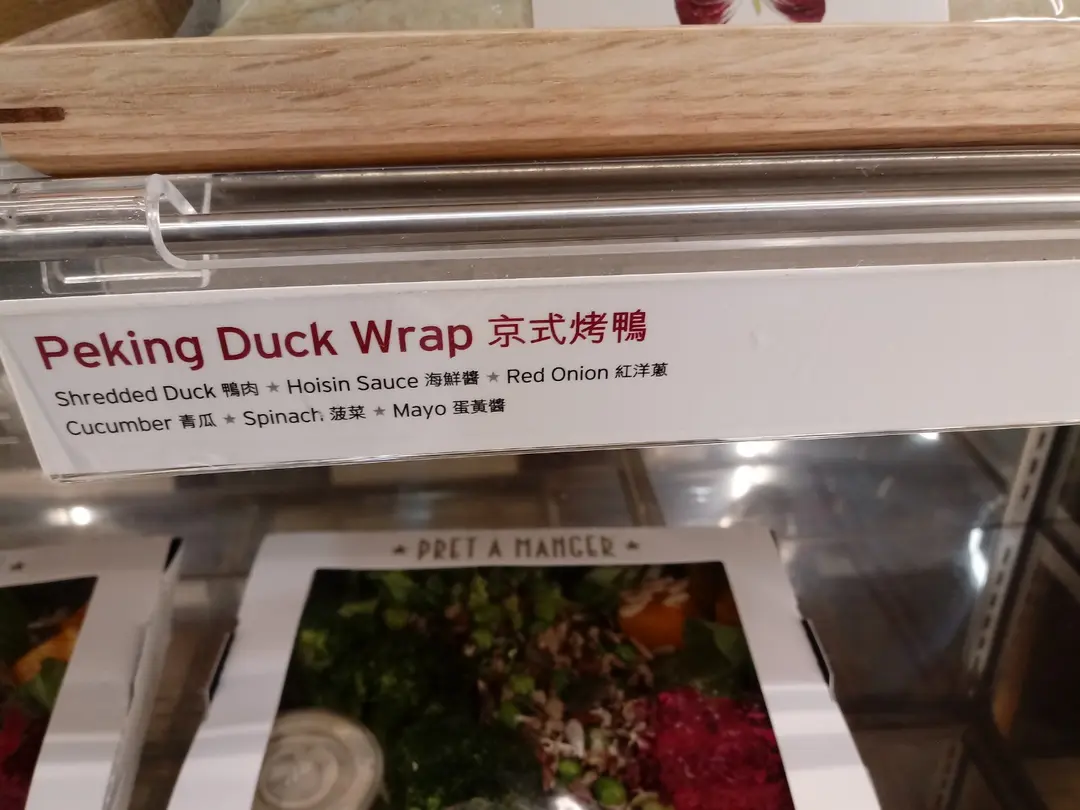 Peking Duck Wrap 京式烤鴨
Shredded Duck 鴨肉 ★ Hoisin Sauce 海鮮醬 ★ Red Onion 紅洋蔥
Cucumber 青瓜 ★ Spinach 菠菜 ★ Mayo 蛋黃醬
★ PRET A MANGER ★